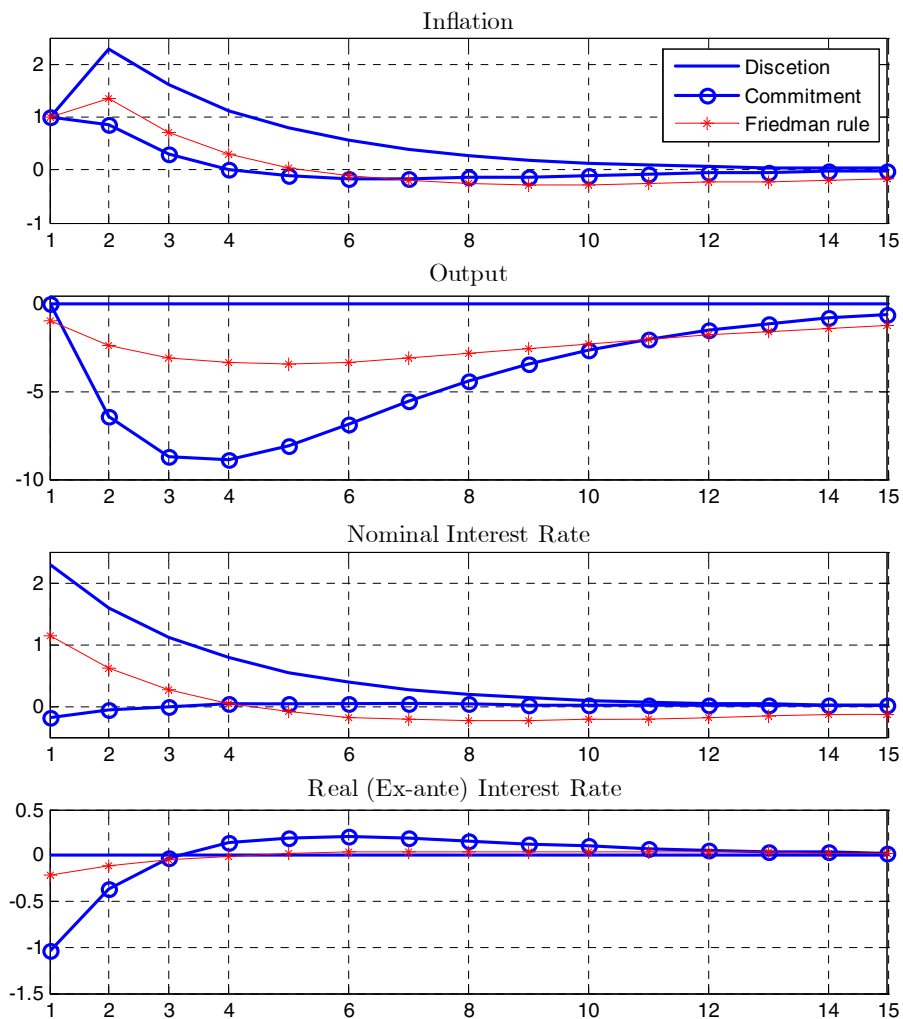 Inflation
2
1
0
-1
Discetion
Commitment
Friedman rule
1 2 3 4 6 8 10 12 14 15
Output
0
-5
-10
1 2 3 4 6 8 10 12 14 15
Nominal Interest Rate
2
1
0
1 2 3 4 6 8 10 12 14 15
Real (Ex-ante) Interest Rate
0.5
0
-0.5
-1
-1.5
1 2 3 4 6 8 10 12 14 15